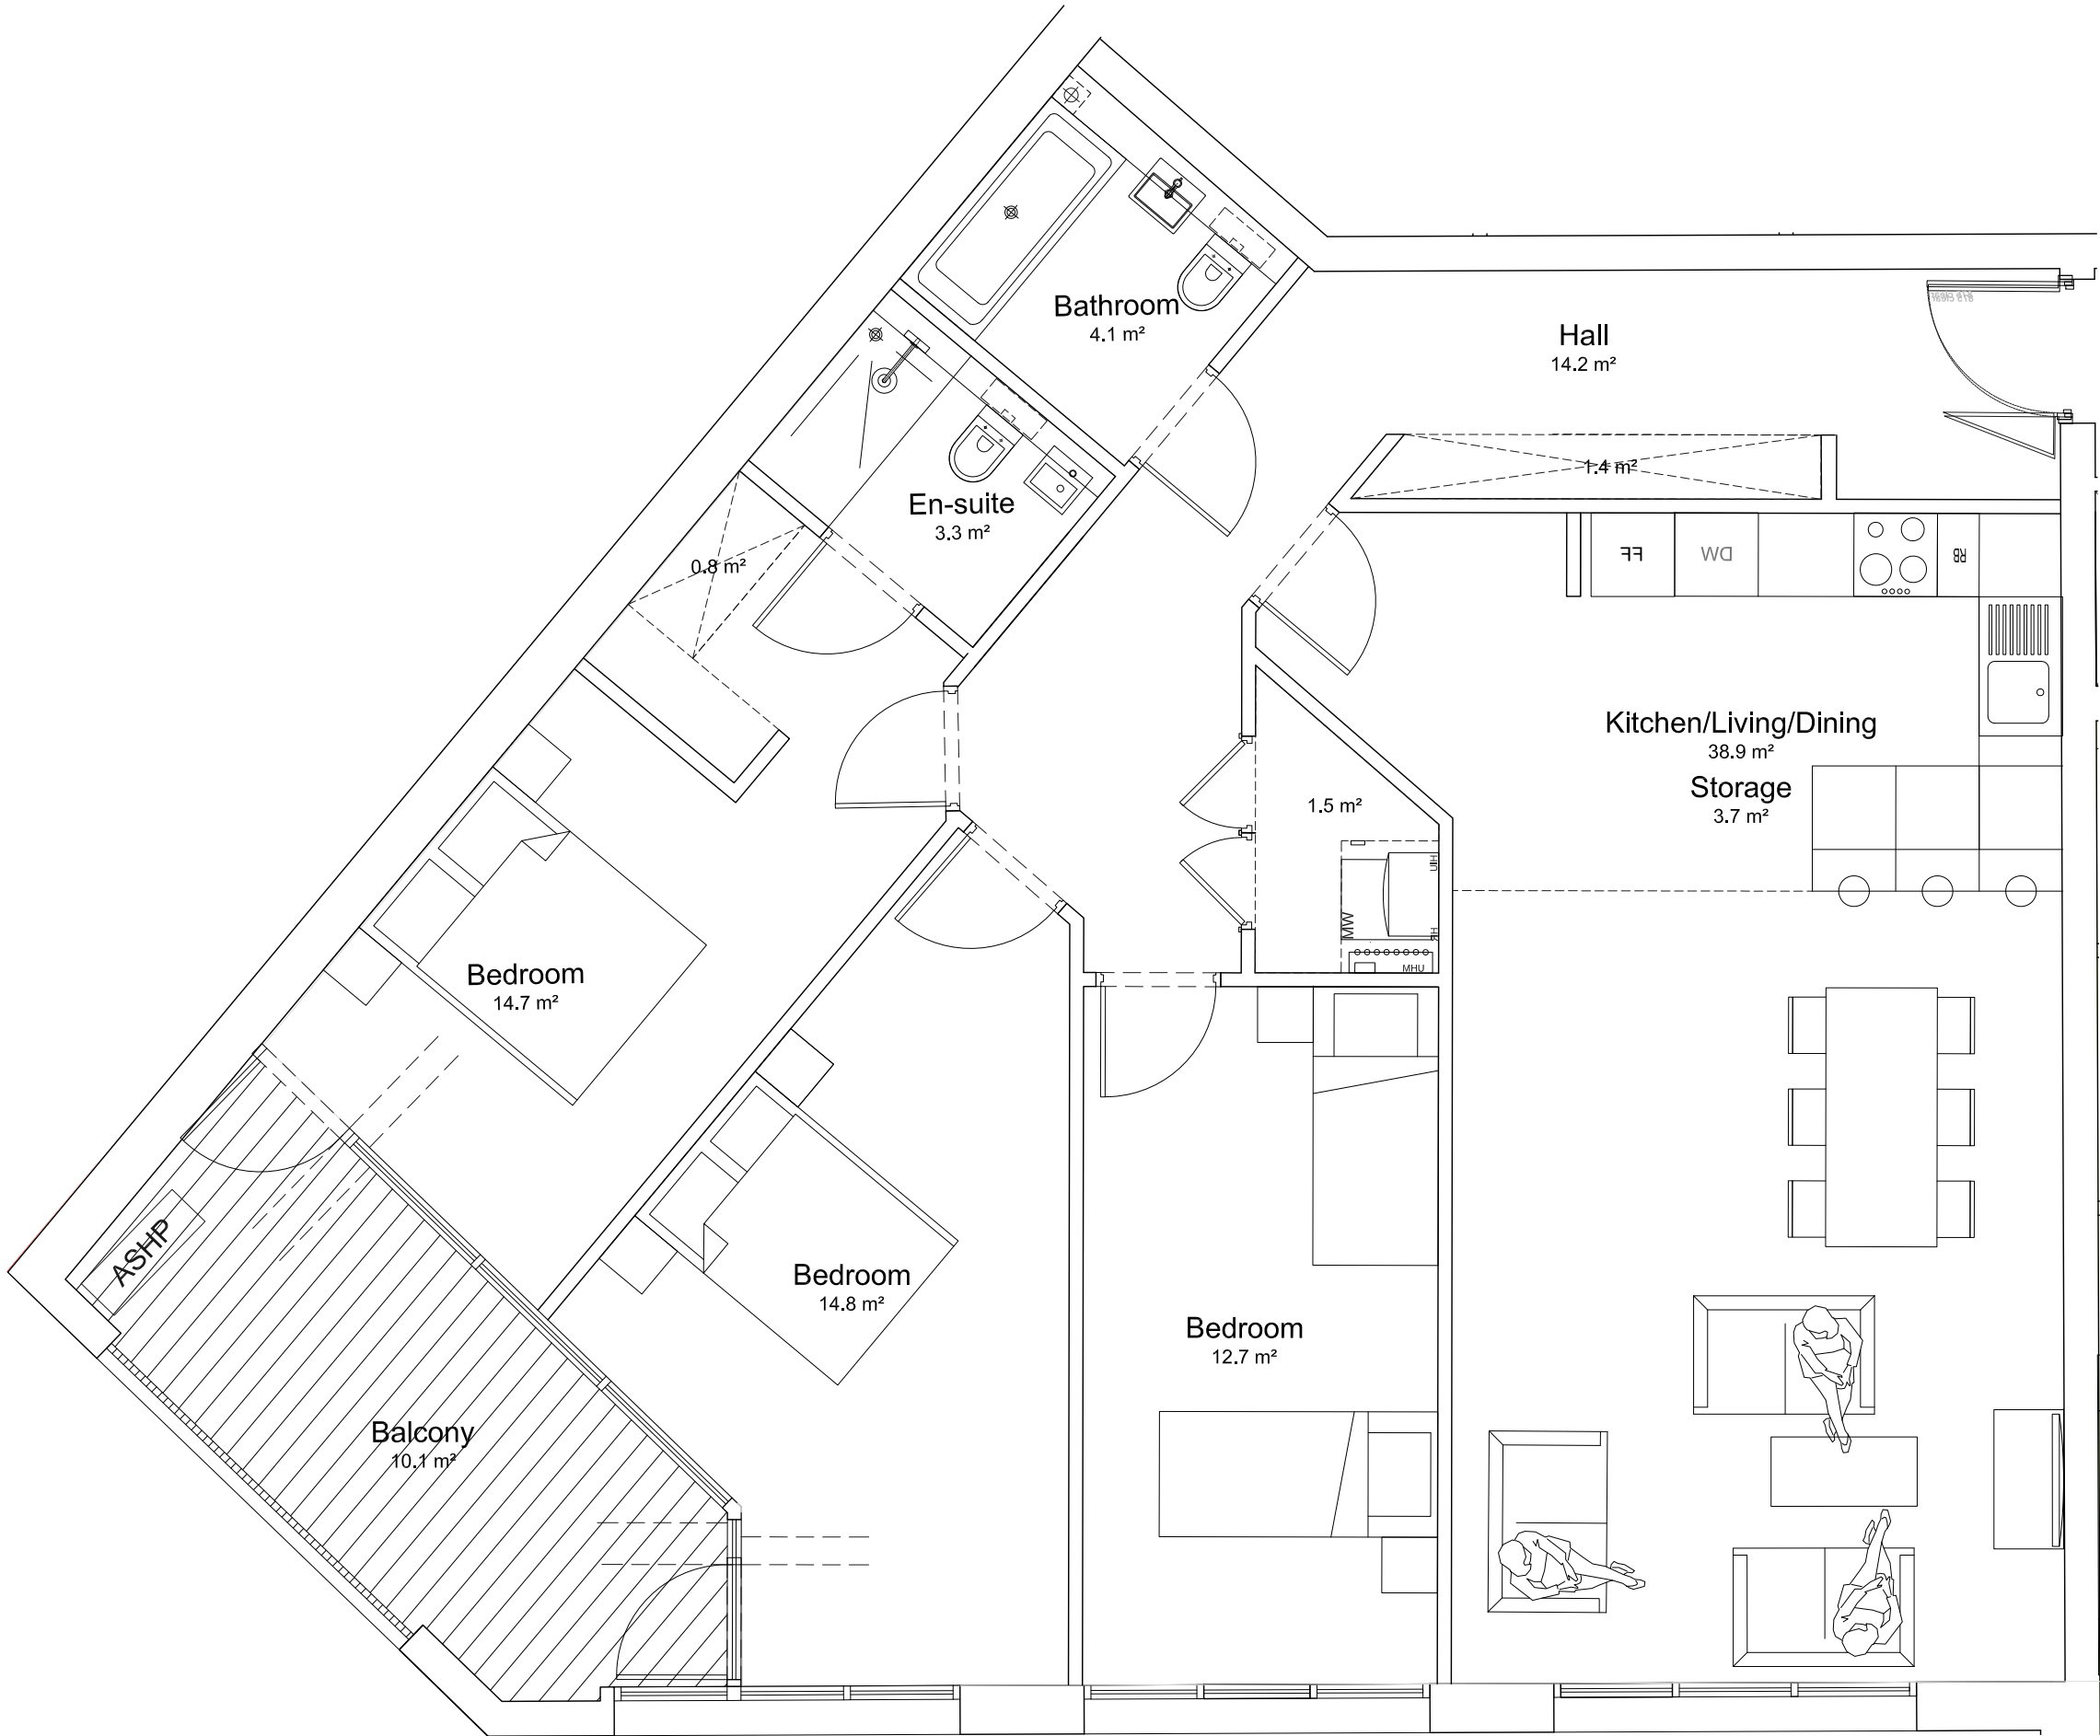 Bathroom
4.1 m²
Hall
14.2 m²
1.4 m²
En-suite
3.3 m²
0.8 m²
FF
DW
RB
Kitchen/Living/Dining
38.9 m²
Storage
3.7 m²
1.5 m²
MW
MHU
Bedroom
14.7 m²
Bedroom
14.8 m²
Bedroom
12.7 m²
ASHP
Balcony
10.1 m²